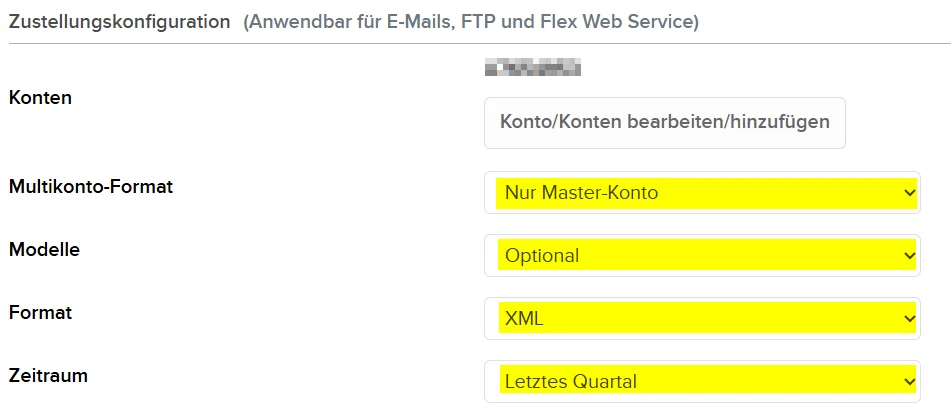 Zustellungskonfiguration (Anwendbar für E-Mails, FTP und Flex Web Service)
Konten
Konto/Konten bearbeiten/hinzufügen
Multikonto-Format
Nur Master-Konto
Modelle
Optional
Format
XML
Zeitraum
Letztes Quartal